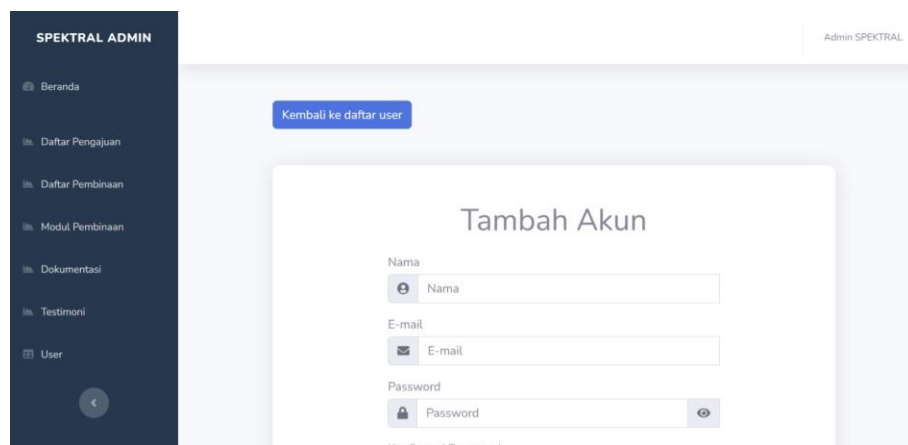 SPEKTRAL ADMIN
Admin SPEKTRAL
Beranda
Kembali ke daftar user
Daftar Pengajuan
Daftar Pembinaan
Modul Pembinaan
Dokumentasi
Testimoni
User
Tambah Akun
Nama
Nama
E-mail
E-mail
Password
Password